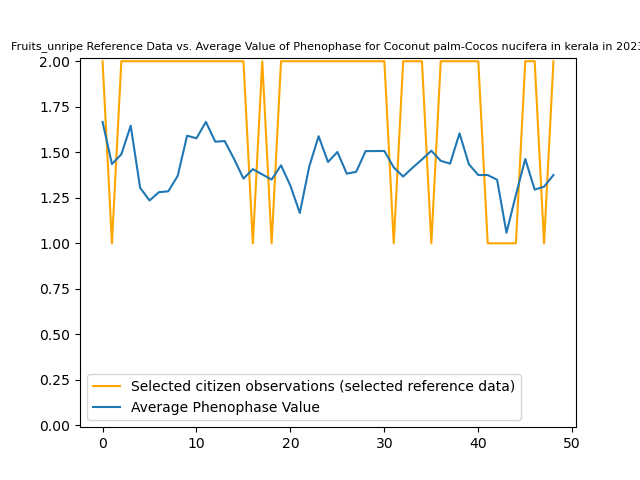 Fruits_unripe Reference Data vs. Average Value of Phenophase for Coconut palm-Cocos nucifera in kerala in 2023
2.00
1.75
1.50
1.25
1.00
0.75
0.50
0.25
0.00
Selected citizen observations (selected reference data)
Average Phenophase Value
0 10 20 30 40 50